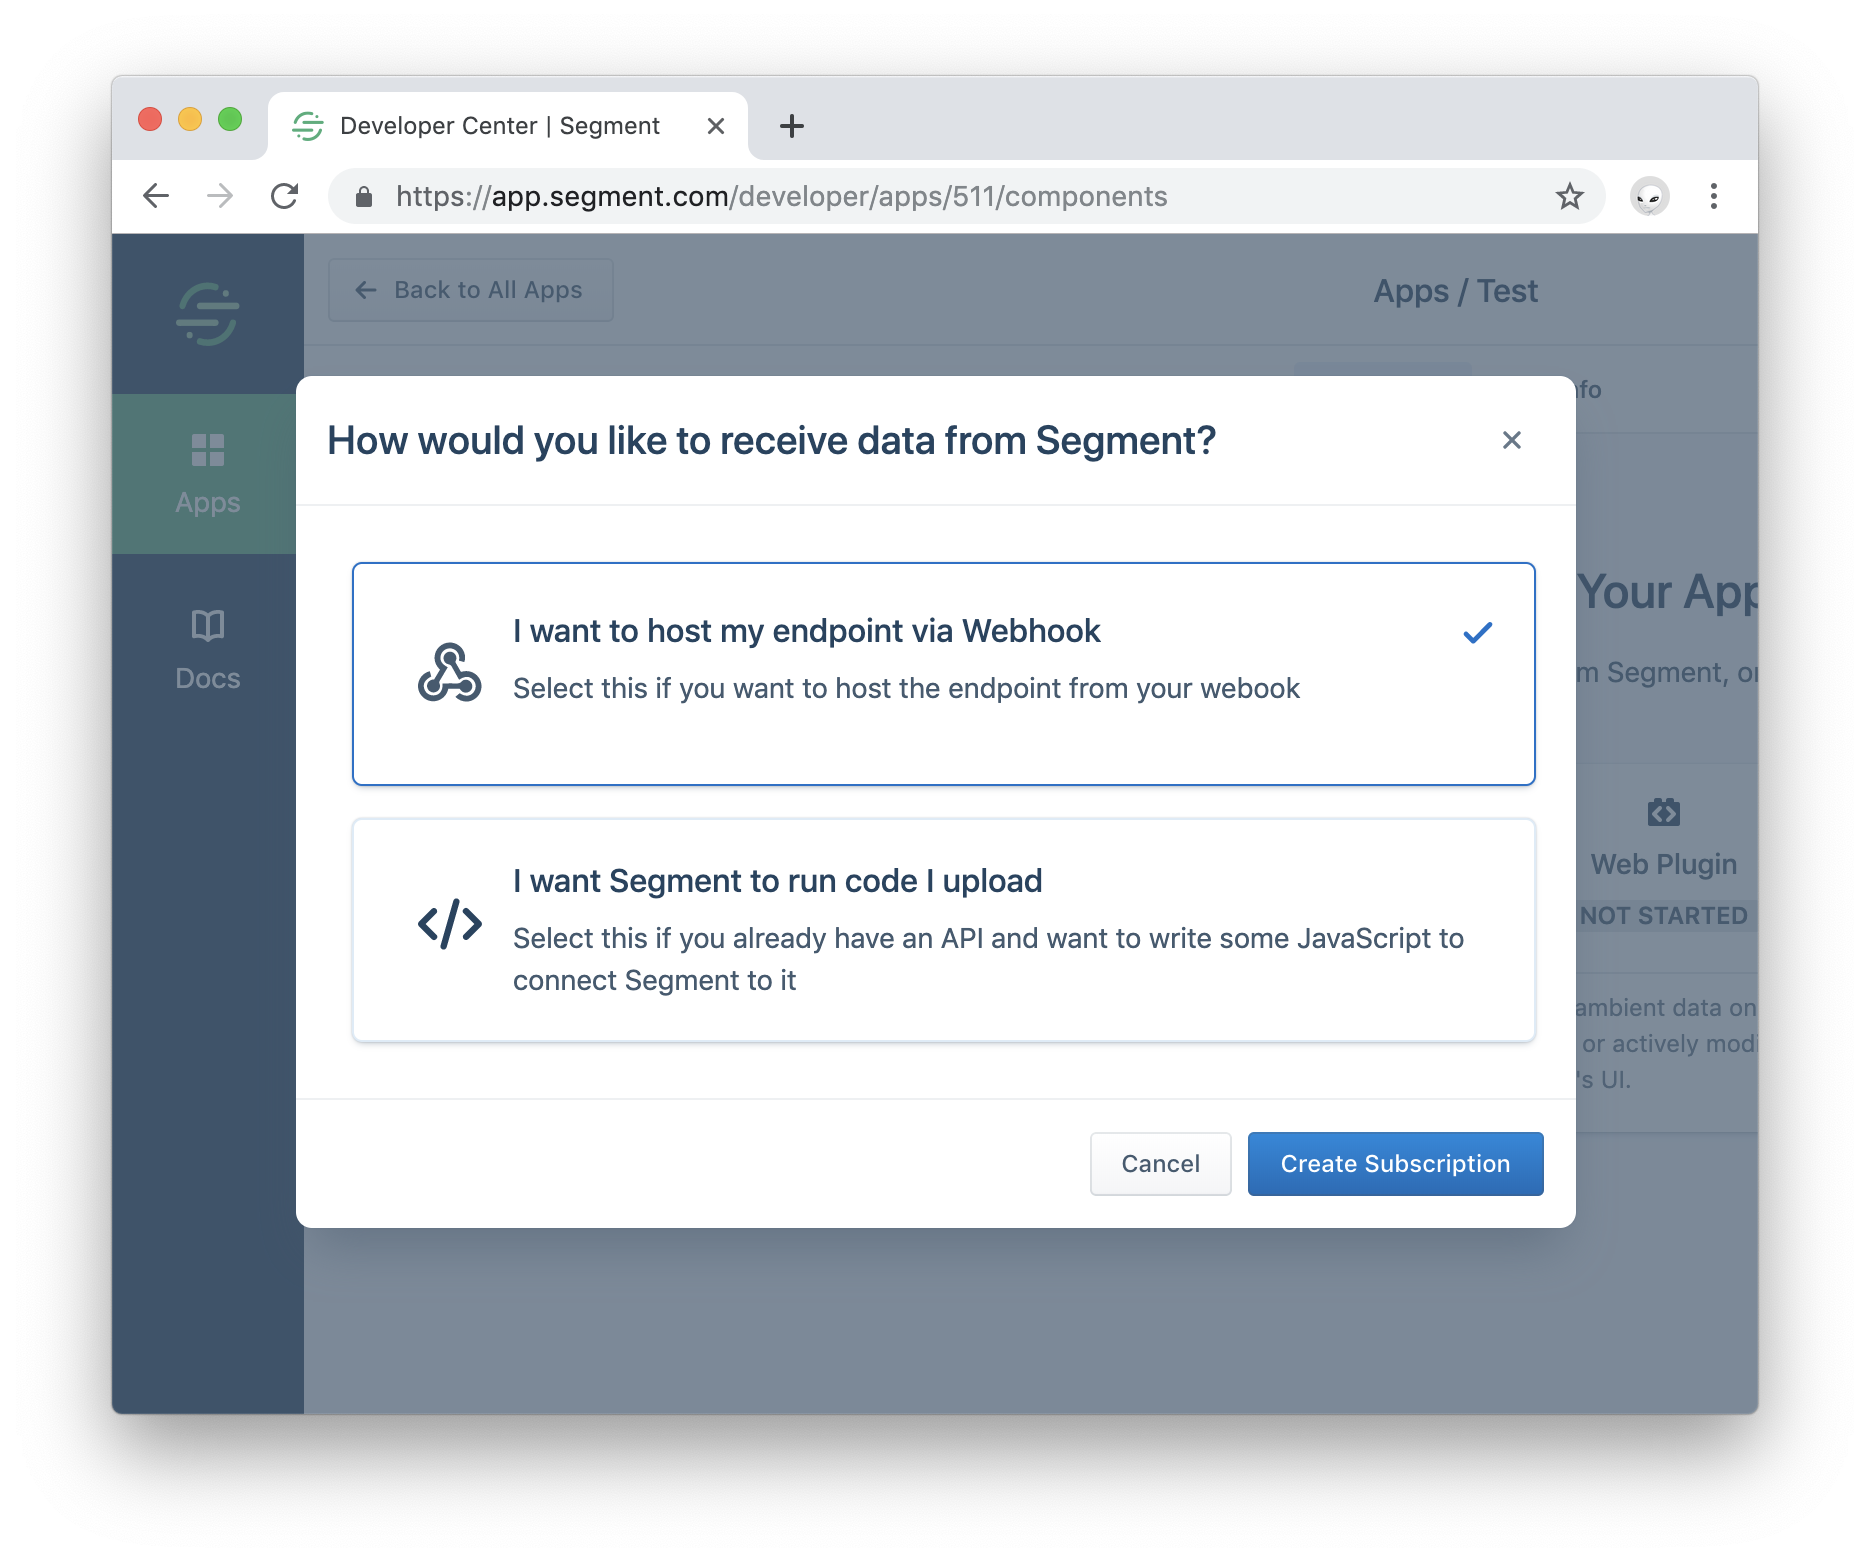 Developer Center | Segment
https://app.segment.com/developer/apps/511/components
Back to All Apps
Apps / Test
Apps
Docs
How would you like to receive data from Segment?
I want to host my endpoint via Webhook
Select this if you want to host the endpoint from your webook
I want Segment to run code I upload
Select this if you already have an API and want to write some JavaScript to
connect Segment to it
Cancel
Create Subscription
Your App
Segment, or
Web Plugin
NOT STARTED
ambient data on
or actively modi
's UI.